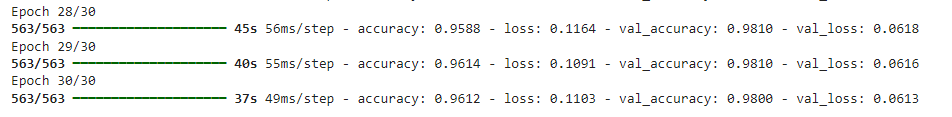 Epoch 28/30
563/563 ━━━━━━━━━━━━━━━━━━━━ 45s 56ms/step - accuracy: 0.9588 - loss: 0.1164 - val_accuracy: 0.9810 - val_loss: 0.0618
Epoch 29/30
563/563 ━━━━━━━━━━━━━━━━━━━━ 40s 55ms/step - accuracy: 0.9614 - loss: 0.1091 - val_accuracy: 0.9810 - val_loss: 0.0616
Epoch 30/30
563/563 ━━━━━━━━━━━━━━━━━━━━ 37s 49ms/step - accuracy: 0.9612 - loss: 0.1103 - val_accuracy: 0.9800 - val_loss: 0.0613